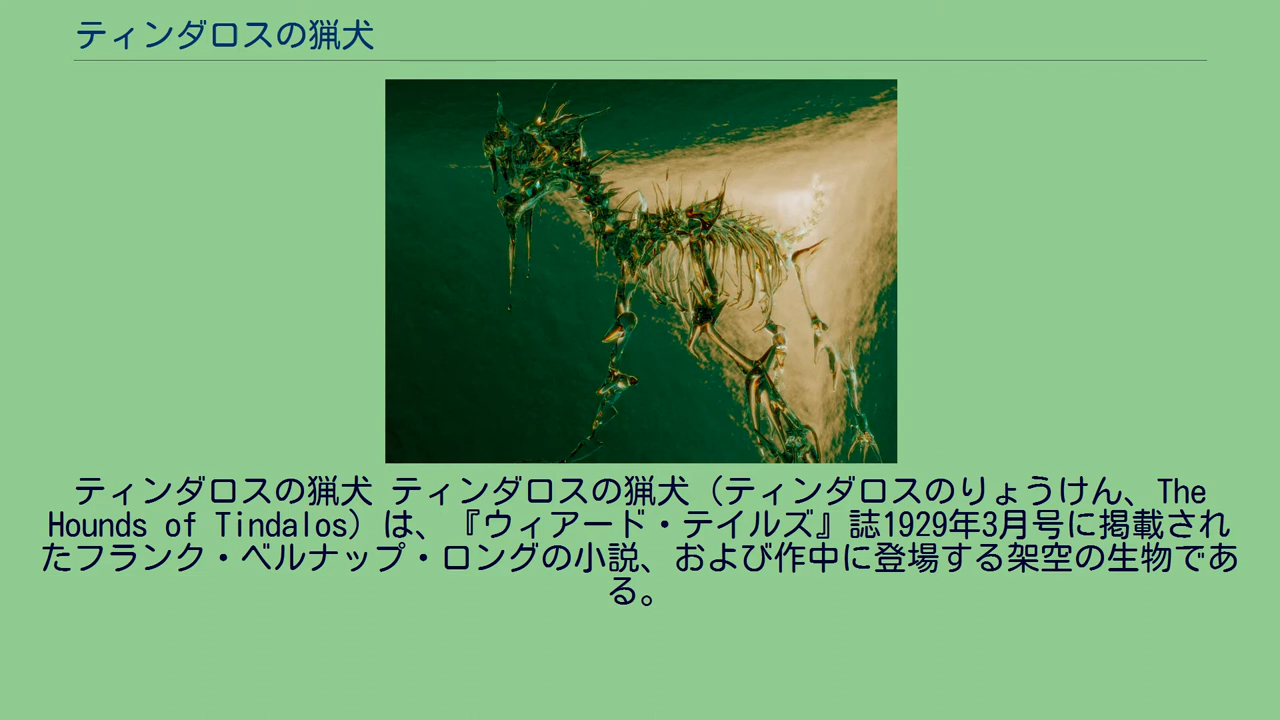 ティンダロスの猟犬
ティンダロスの猟犬 ティンダロスの猟犬（ティンダロスのりょうけん、The
Hounds of Tindalos）は、『ウィアード・テイルズ』誌1929年3月号に掲載され
たフランク・ベルナップ・ロングの小説、および作中に登場する架空の生物であ
る。